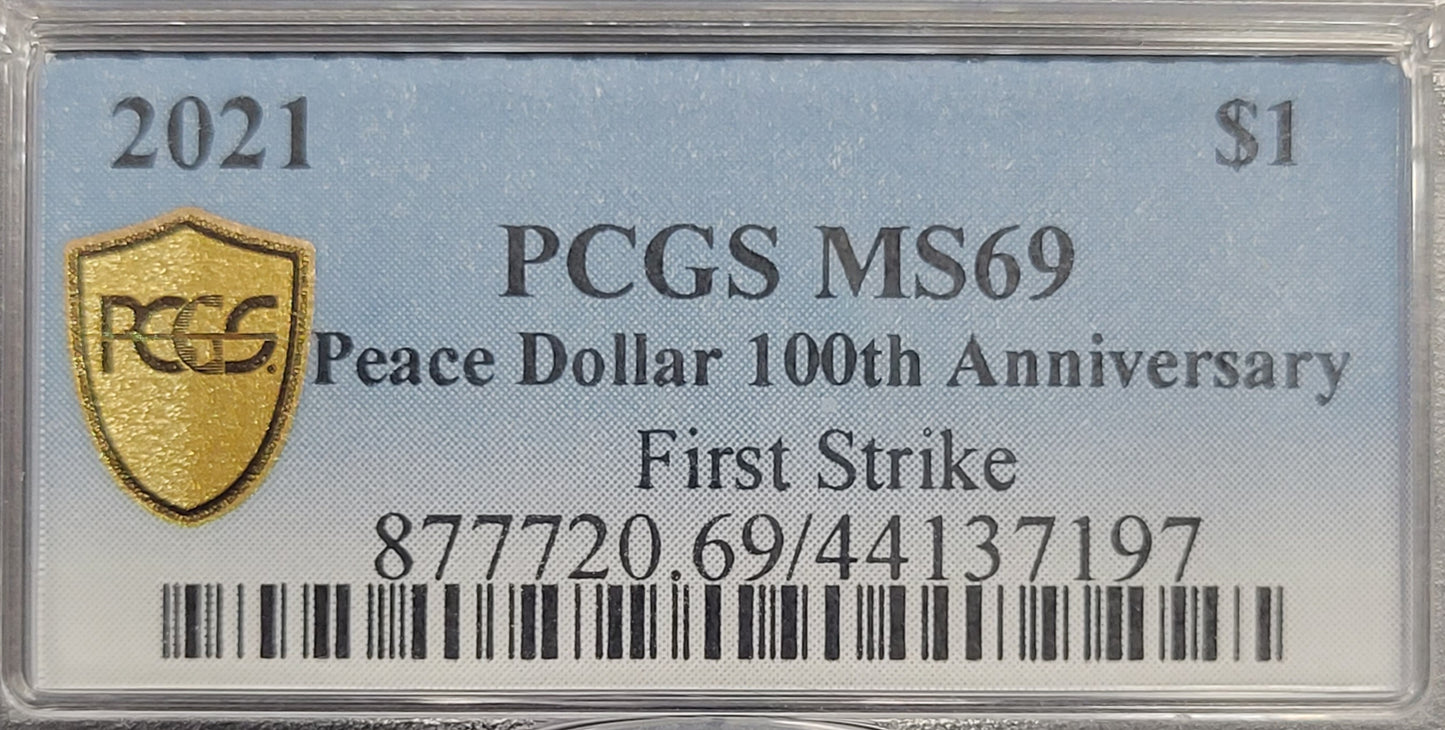 2021 $1
PCGS MS69
PCGS.
Peace Dollar 100th Anniversary
First Strike
877720.69/44137197